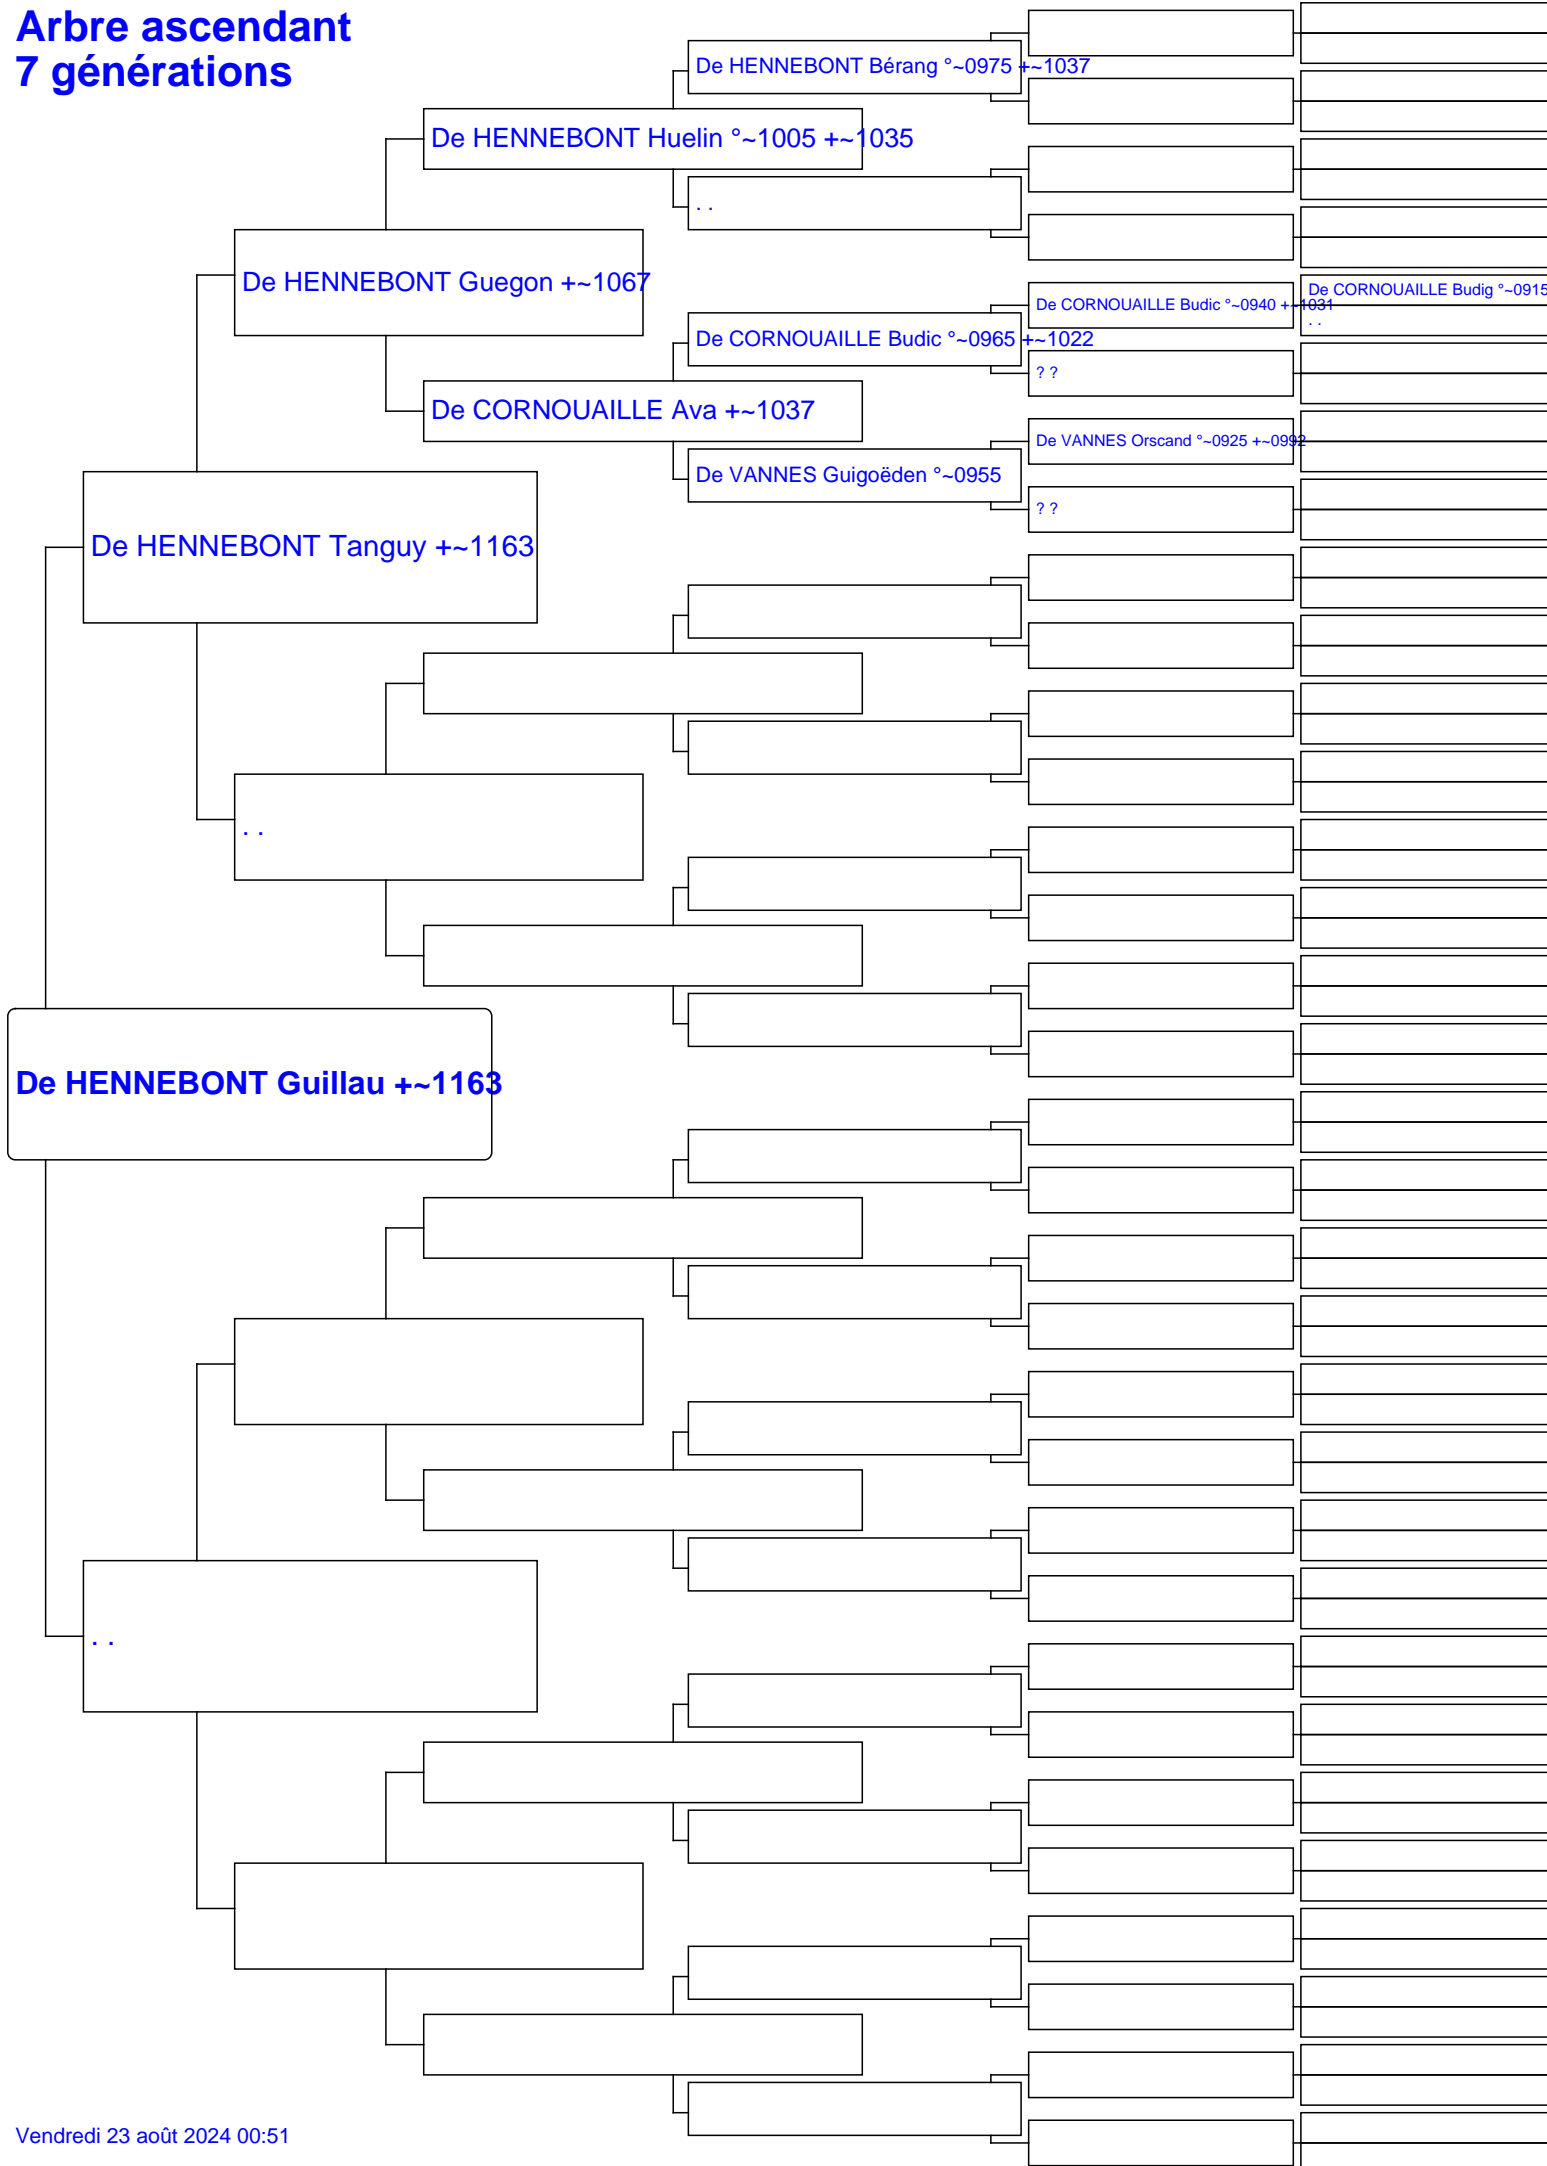 Arbre ascendant
7 générations
De HENNEBONT Bérang °~0975 +~1037
De HENNEBONT Huelin °~1005 +~1035
. .
De HENNEBONT Guegon +~1067
De CORNOUAILLE Budig °~0915
De CORNOUAILLE Budic °~0940 +~1031
. .
De CORNOUAILLE Budic °~0965 +~1022
? ?
De CORNOUAILLE Ava +~1037
De VANNES Orscand °~0925 +~0992
De VANNES Guigoëden °~0955
? ?
De HENNEBONT Tanguy +~1163
. .
De HENNEBONT Guillau +~1163
. .
Vendredi 23 août 2024 00:51